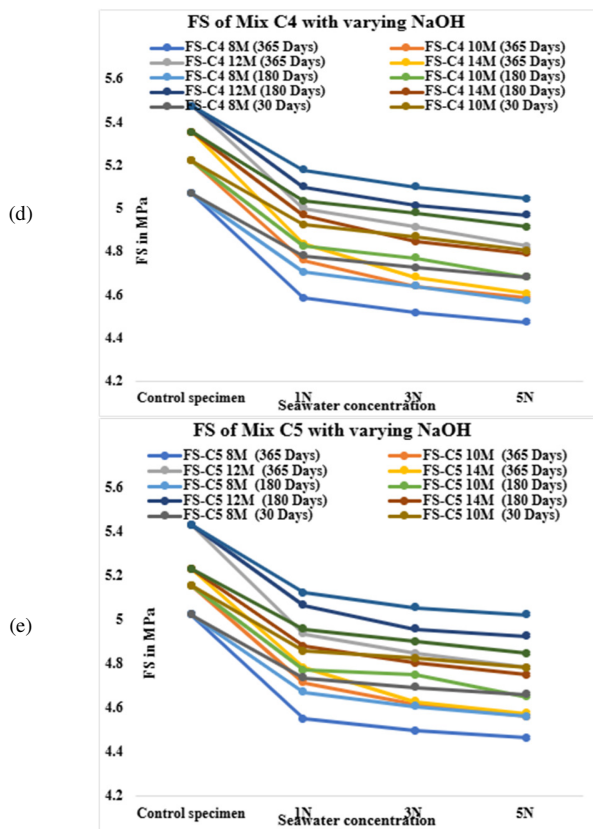 (d)
FS of Mix C4 with varying NaOH
FS-C4 8M (365 Days) FS-C4 10M (365 Days)
FS-C4 12M (365 Days) FS-C4 14M (365 Days)
FS-C4 8M (180 Days) FS-C4 10M (180 Days)
FS-C4 12M (180 Days) FS-C4 14M (180 Days)
FS-C4 8M (30 Days) FS-C4 10M (30 Days)
5.6
5.4
5.2
5
4.8
4.6
4.4
4.2
FS in MPa
Control specimen 1N 3N 5N
Seawater concentration
(e)
FS of Mix C5 with varying NaOH
FS-C5 8M (365 Days) FS-C5 10M (365 Days)
FS-C5 12M (365 Days) FS-C5 14M (365 Days)
FS-C5 8M (180 Days) FS-C5 10M (180 Days)
FS-C5 12M (180 Days) FS-C5 14M (180 Days)
FS-C5 8M (30 Days) FS-C5 10M (30 Days)
5.6
5.4
5.2
5
4.8
4.6
4.4
4.2
FS in MPa
Control specimen 1N 3N 5N
Seawater concentration